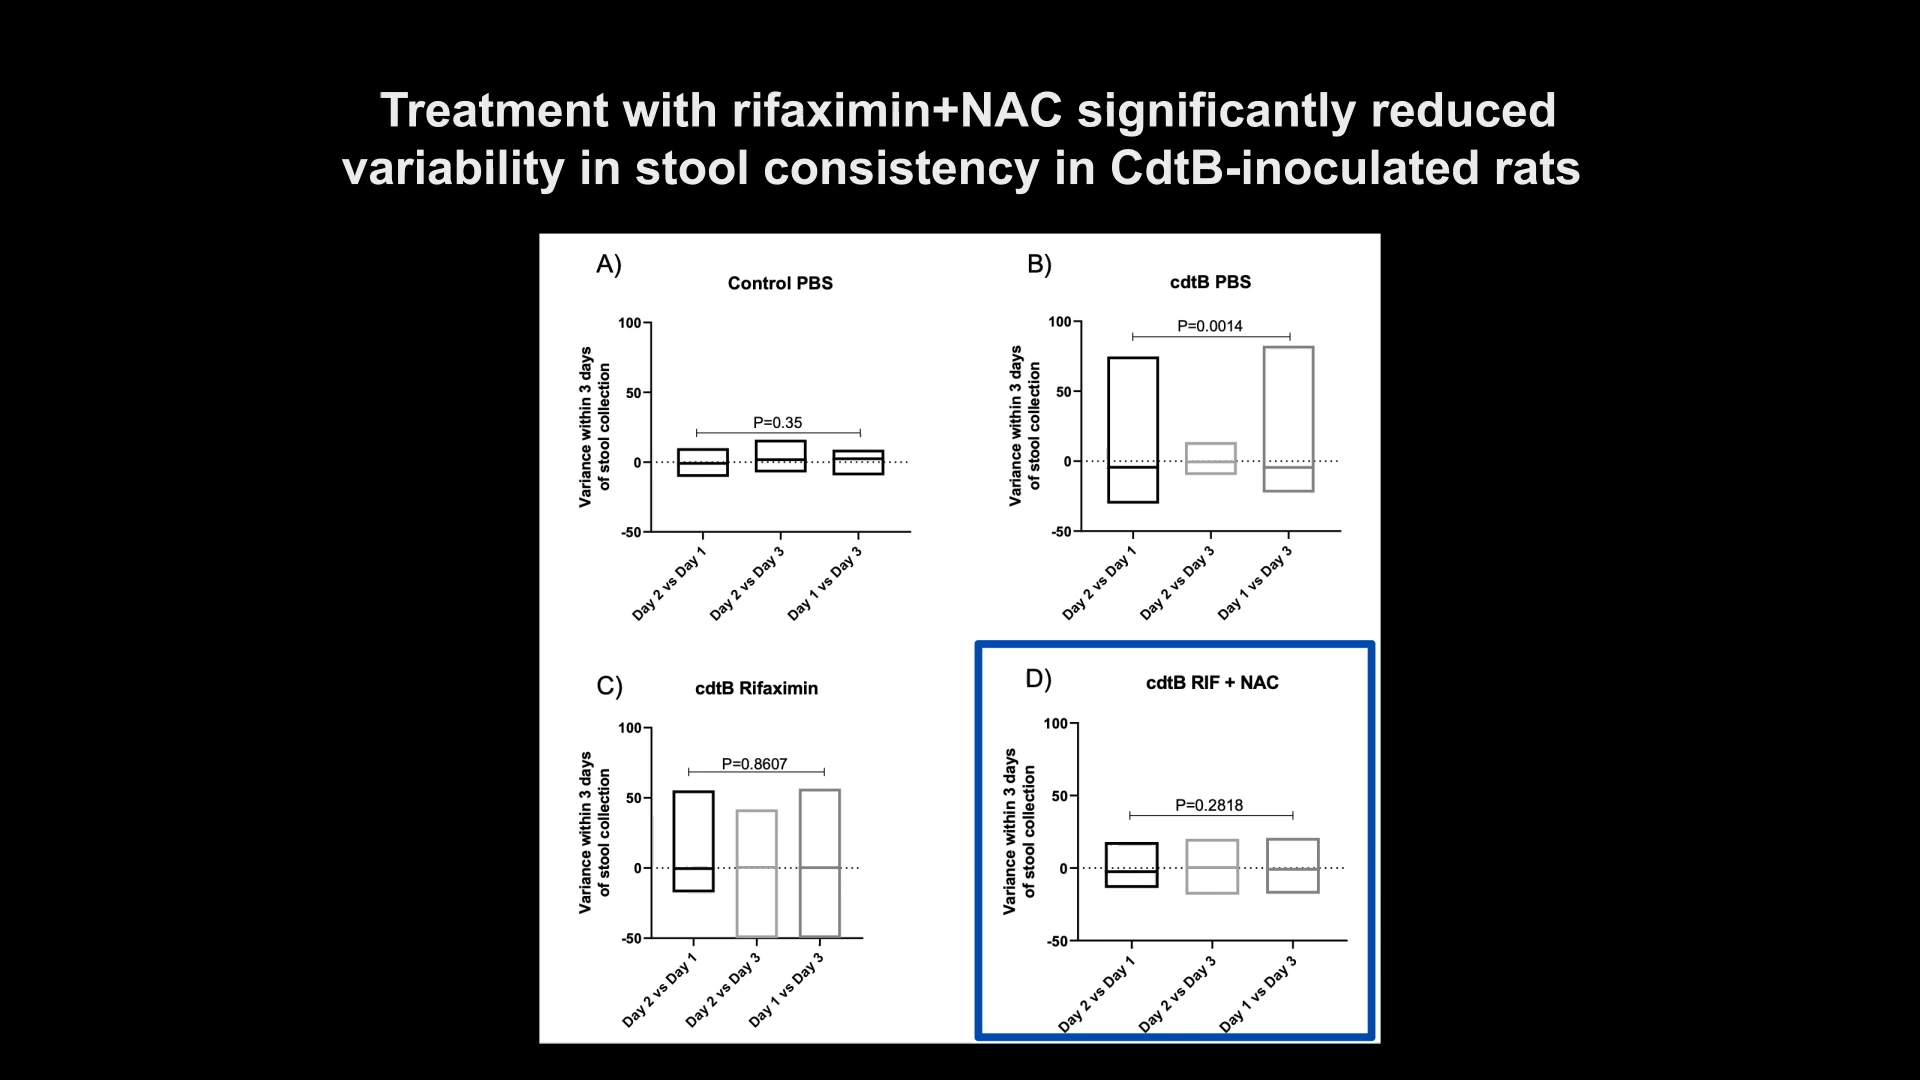 Treatment with rifaximin+NAC significantly reduced
variability in stool consistency in CdtB-inoculated rats
A)
Control PBS
Variance within 3 days
of stool collection
100
50
0
-50
P=0.35
Day 2 vs Day 1
Day 2 vs Day 3
Day 1 vs Day 3
B)
cdtB PBS
Variance within 3 days
of stool collection
100
50
0
-50
P=0.0014
Day 2 vs Day 1
Day 2 vs Day 3
Day 1 vs Day 3
C)
cdtB Rifaximin
Variance within 3 days
of stool collection
100
50
0
-50
P=0.8607
Day 2 vs Day 1
Day 2 vs Day 3
Day 1 vs Day 3
D)
cdtB RIF + NAC
Variance within 3 days
of stool collection
100
50
0
-50
P=0.2818
Day 2 vs Day 1
Day 2 vs Day 3
Day 1 vs Day 3